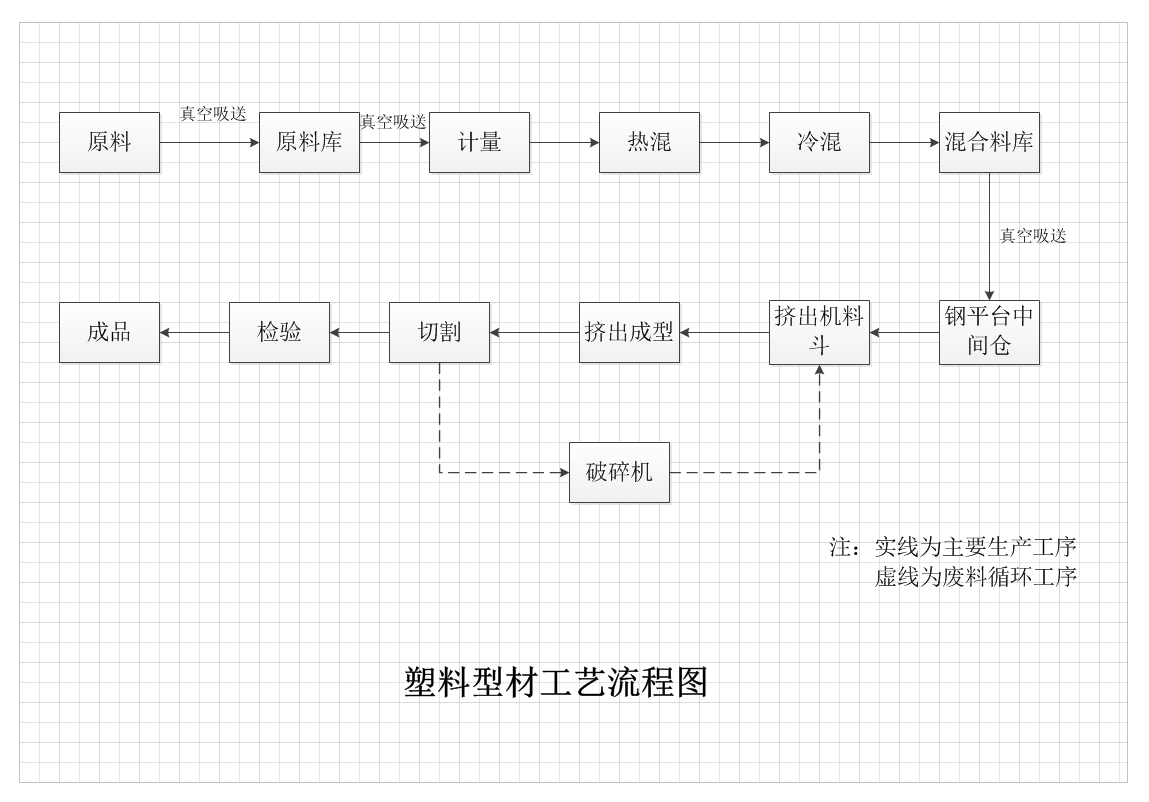 真空吸送
真空吸送
原料
原料库
计量
热混
冷混
混合料库
真空吸送
成品
检验
切割
挤出成型
挤出机料
斗
钢平台中
间仓
破碎机
注：实线为主要生产工序
虚线为废料循环工序
塑料型材工艺流程图